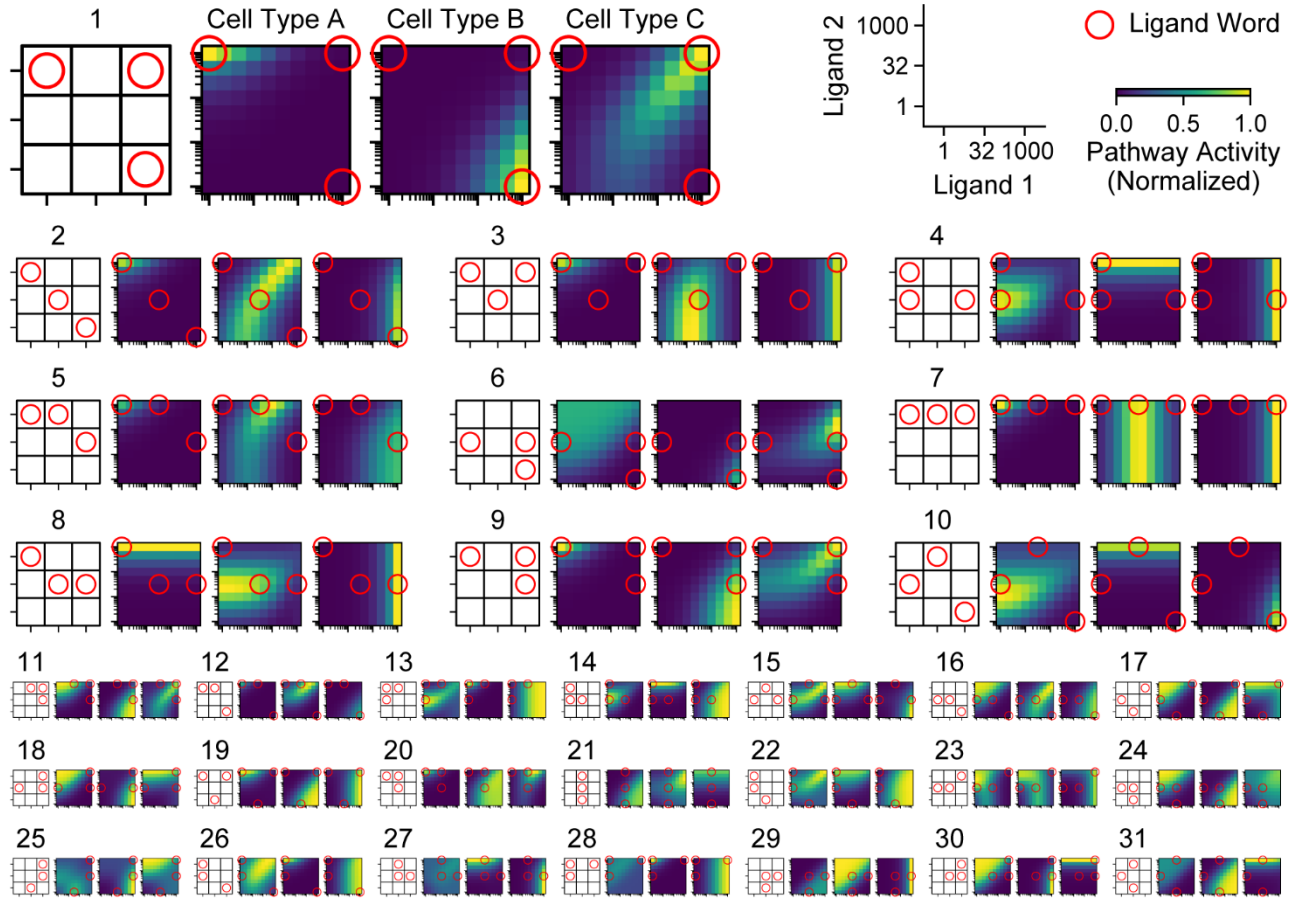 1 Cell Type A Cell Type B Cell Type C
Ligand 2
1000
32
1
1 32 1000
Ligand 1
Ligand Word
0.0 0.5 1.0
Pathway Activity
(Normalized)
2 3 4
5 6 7
8 9 10
11 12 13 14 15 16 17
18 19 20 21 22 23 24
25 26 27 28 29 30 31